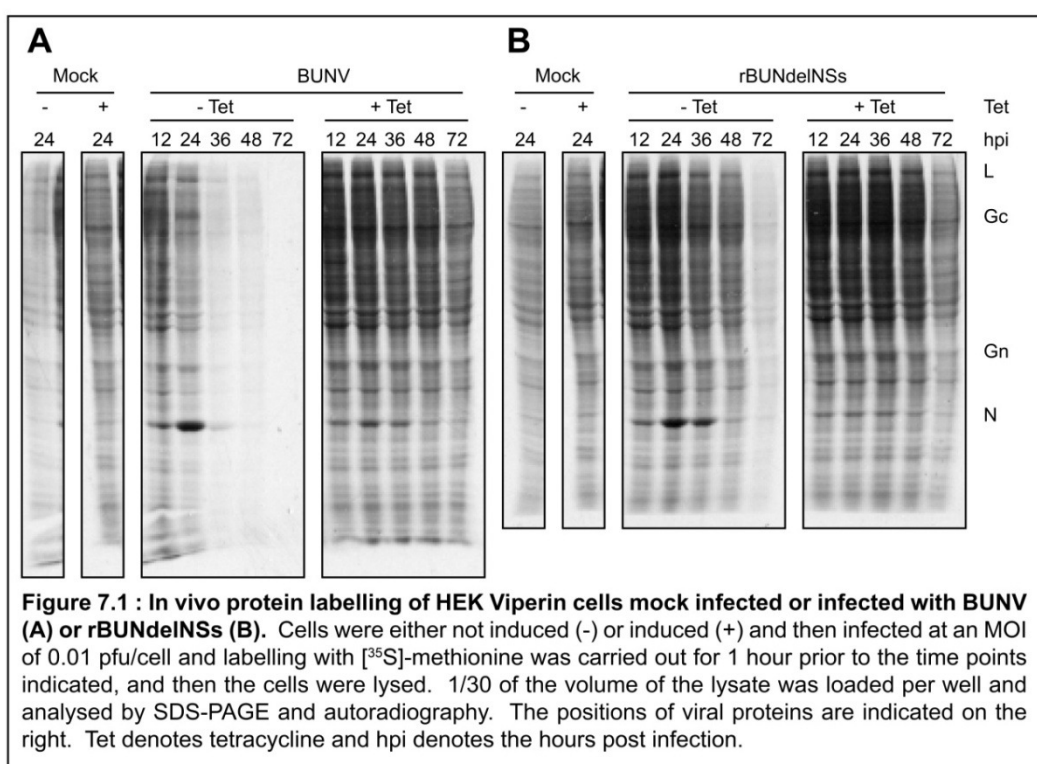 A
B
Mock
BUNV
Mock
rBUNdelNSs
- + - Tet + Tet - + - Tet + Tet Tet
24 24 12 24 36 48 72 12 24 36 48 72 24 24 12 24 36 48 72 12 24 36 48 72 hpi
L
Gc
Gn
N
Figure 7.1 : In vivo protein labelling of HEK Viperin cells mock infected or infected with BUNV
(A) or rBUNdelNSs (B). Cells were either not induced (-) or induced (+) and then infected at an MOI
of 0.01 pfu/cell and labelling with [³⁵S]-methionine was carried out for 1 hour prior to the time points
indicated, and then the cells were lysed. 1/30 of the volume of the lysate was loaded per well and
analysed by SDS-PAGE and autoradiography. The positions of viral proteins are indicated on the
right. Tet denotes tetracycline and hpi denotes the hours post infection.